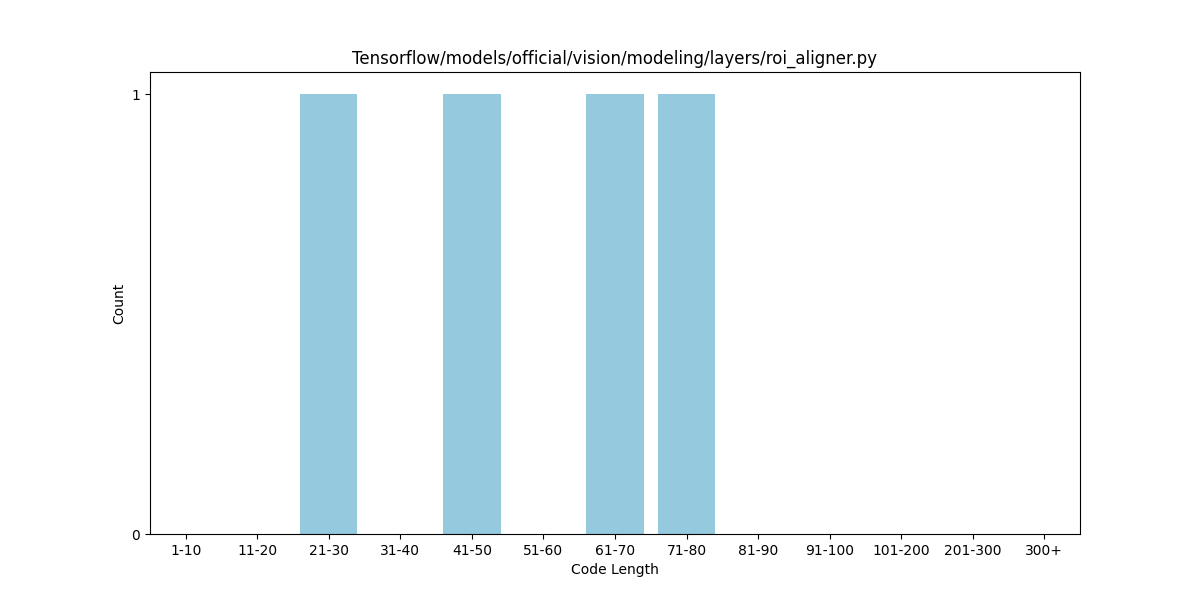 Tensorflow/models/official/vision/modeling/layers/roi_aligner.py
1
Count
0
1-10 11-20 21-30 31-40 41-50 51-60 61-70 71-80 81-90 91-100 101-200 201-300 300+
Code Length